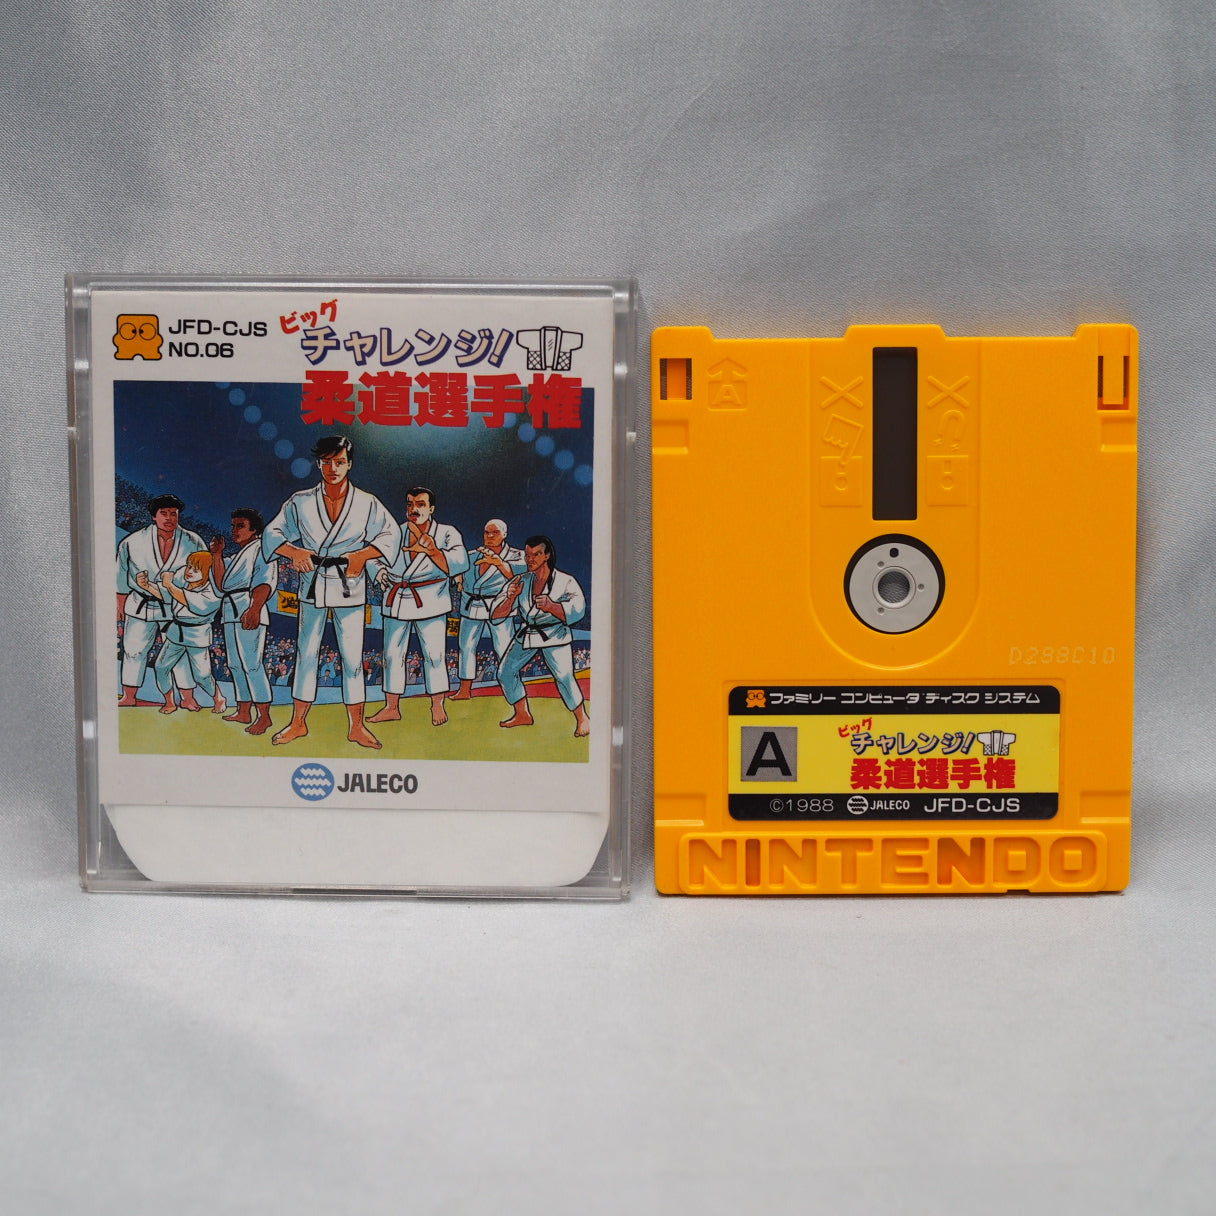 JFD-CJS
NO.06
ビッグ
チャレンジ!
柔道選手権
JALECO
A
D288C10
ファミリー コンピュータ ディスク システム
A
ビッグ
チャレンジ!
柔道選手権
©1988 JALECO JFD-CJS
NINTENDO